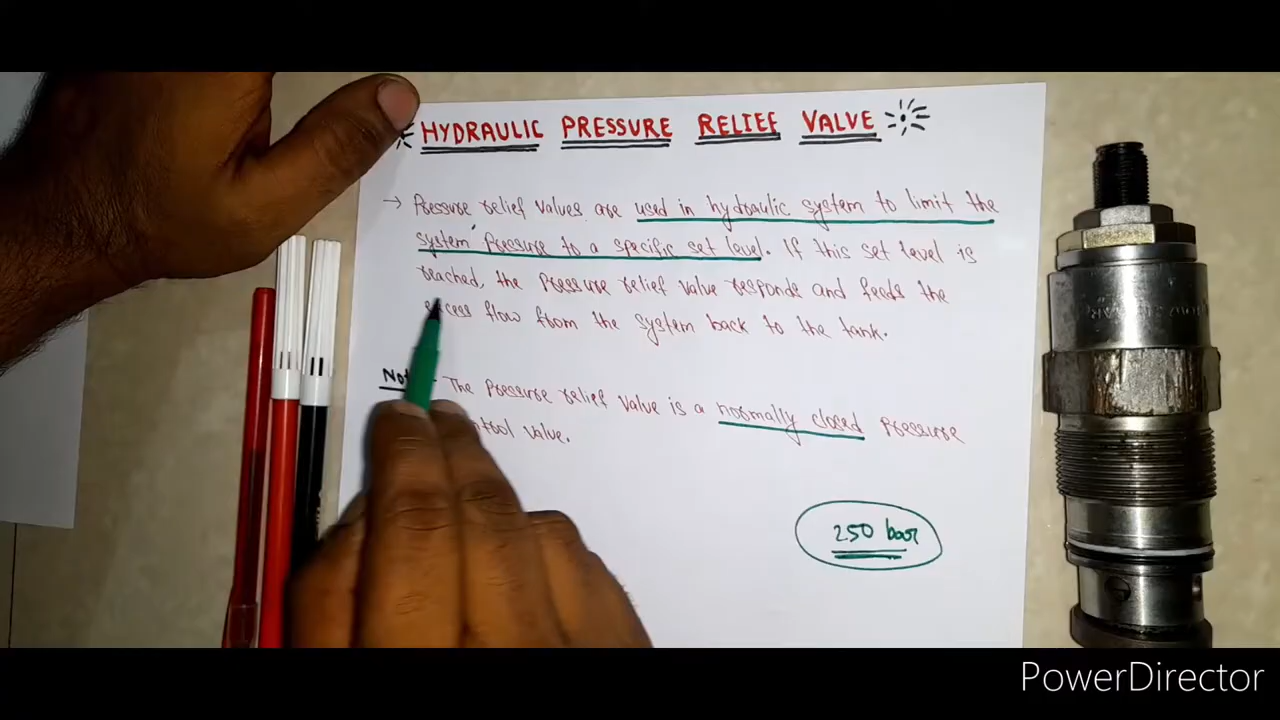 HYDRAULIC PRESSURE RELIEF VALVE
→ Pressure relief valves are used in hydraulic system to limit the
system pressure to a specific set level. If this set level is
reached, the pressure relief valve responds and feeds the
excess flow from the system back to the tank.
The pressure relief valve is a normally closed pressure
valve.
250 bar
PowerDirector